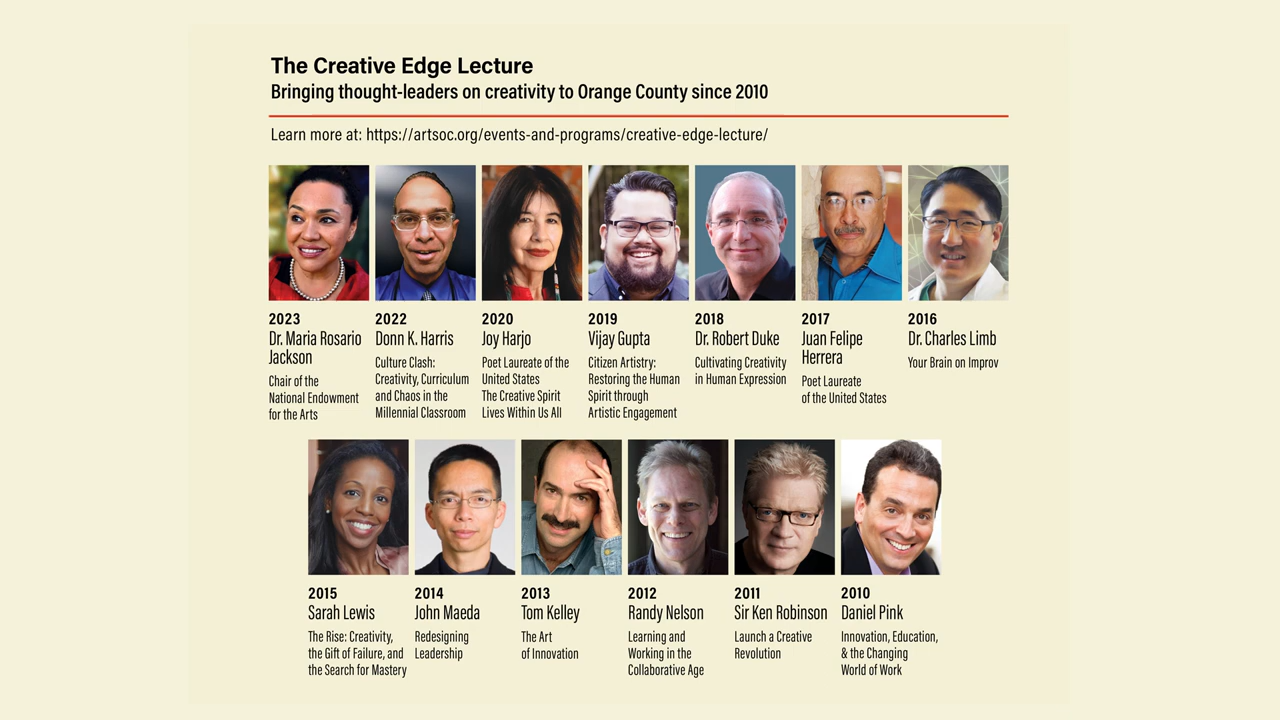 The Creative Edge Lecture
Bringing thought-leaders on creativity to Orange County since 2010
Learn more at: https://artsoc.org/events-and-programs/creative-edge-lecture/
2023
Dr. Maria Rosario
Jackson
Chair of the
National Endowment
for the Arts
2022
Donn K. Harris
Culture Clash:
Creativity, Curriculum
and Chaos in the
Millennial Classroom
2020
Joy Harjo
Poet Laureate of the
United States
The Creative Spirit
Lives Within Us All
2019
Vijay Gupta
Citizen Artistry:
Restoring the Human
Spirit through
Artistic Engagement
2018
Dr. Robert Duke
Cultivating Creativity
in Human Expression
2017
Juan Felipe
Herrera
Poet Laureate
of the United States
2016
Dr. Charles Limb
Your Brain on Improv
2015
Sarah Lewis
The Rise: Creativity,
the Gift of Failure, and
the Search for Mastery
2014
John Maeda
Redesigning
Leadership
2013
Tom Kelley
The Art
of Innovation
2012
Randy Nelson
Learning and
Working in the
Collaborative Age
2011
Sir Ken Robinson
Launch a Creative
Revolution
2010
Daniel Pink
Innovation, Education,
& the Changing
World of Work